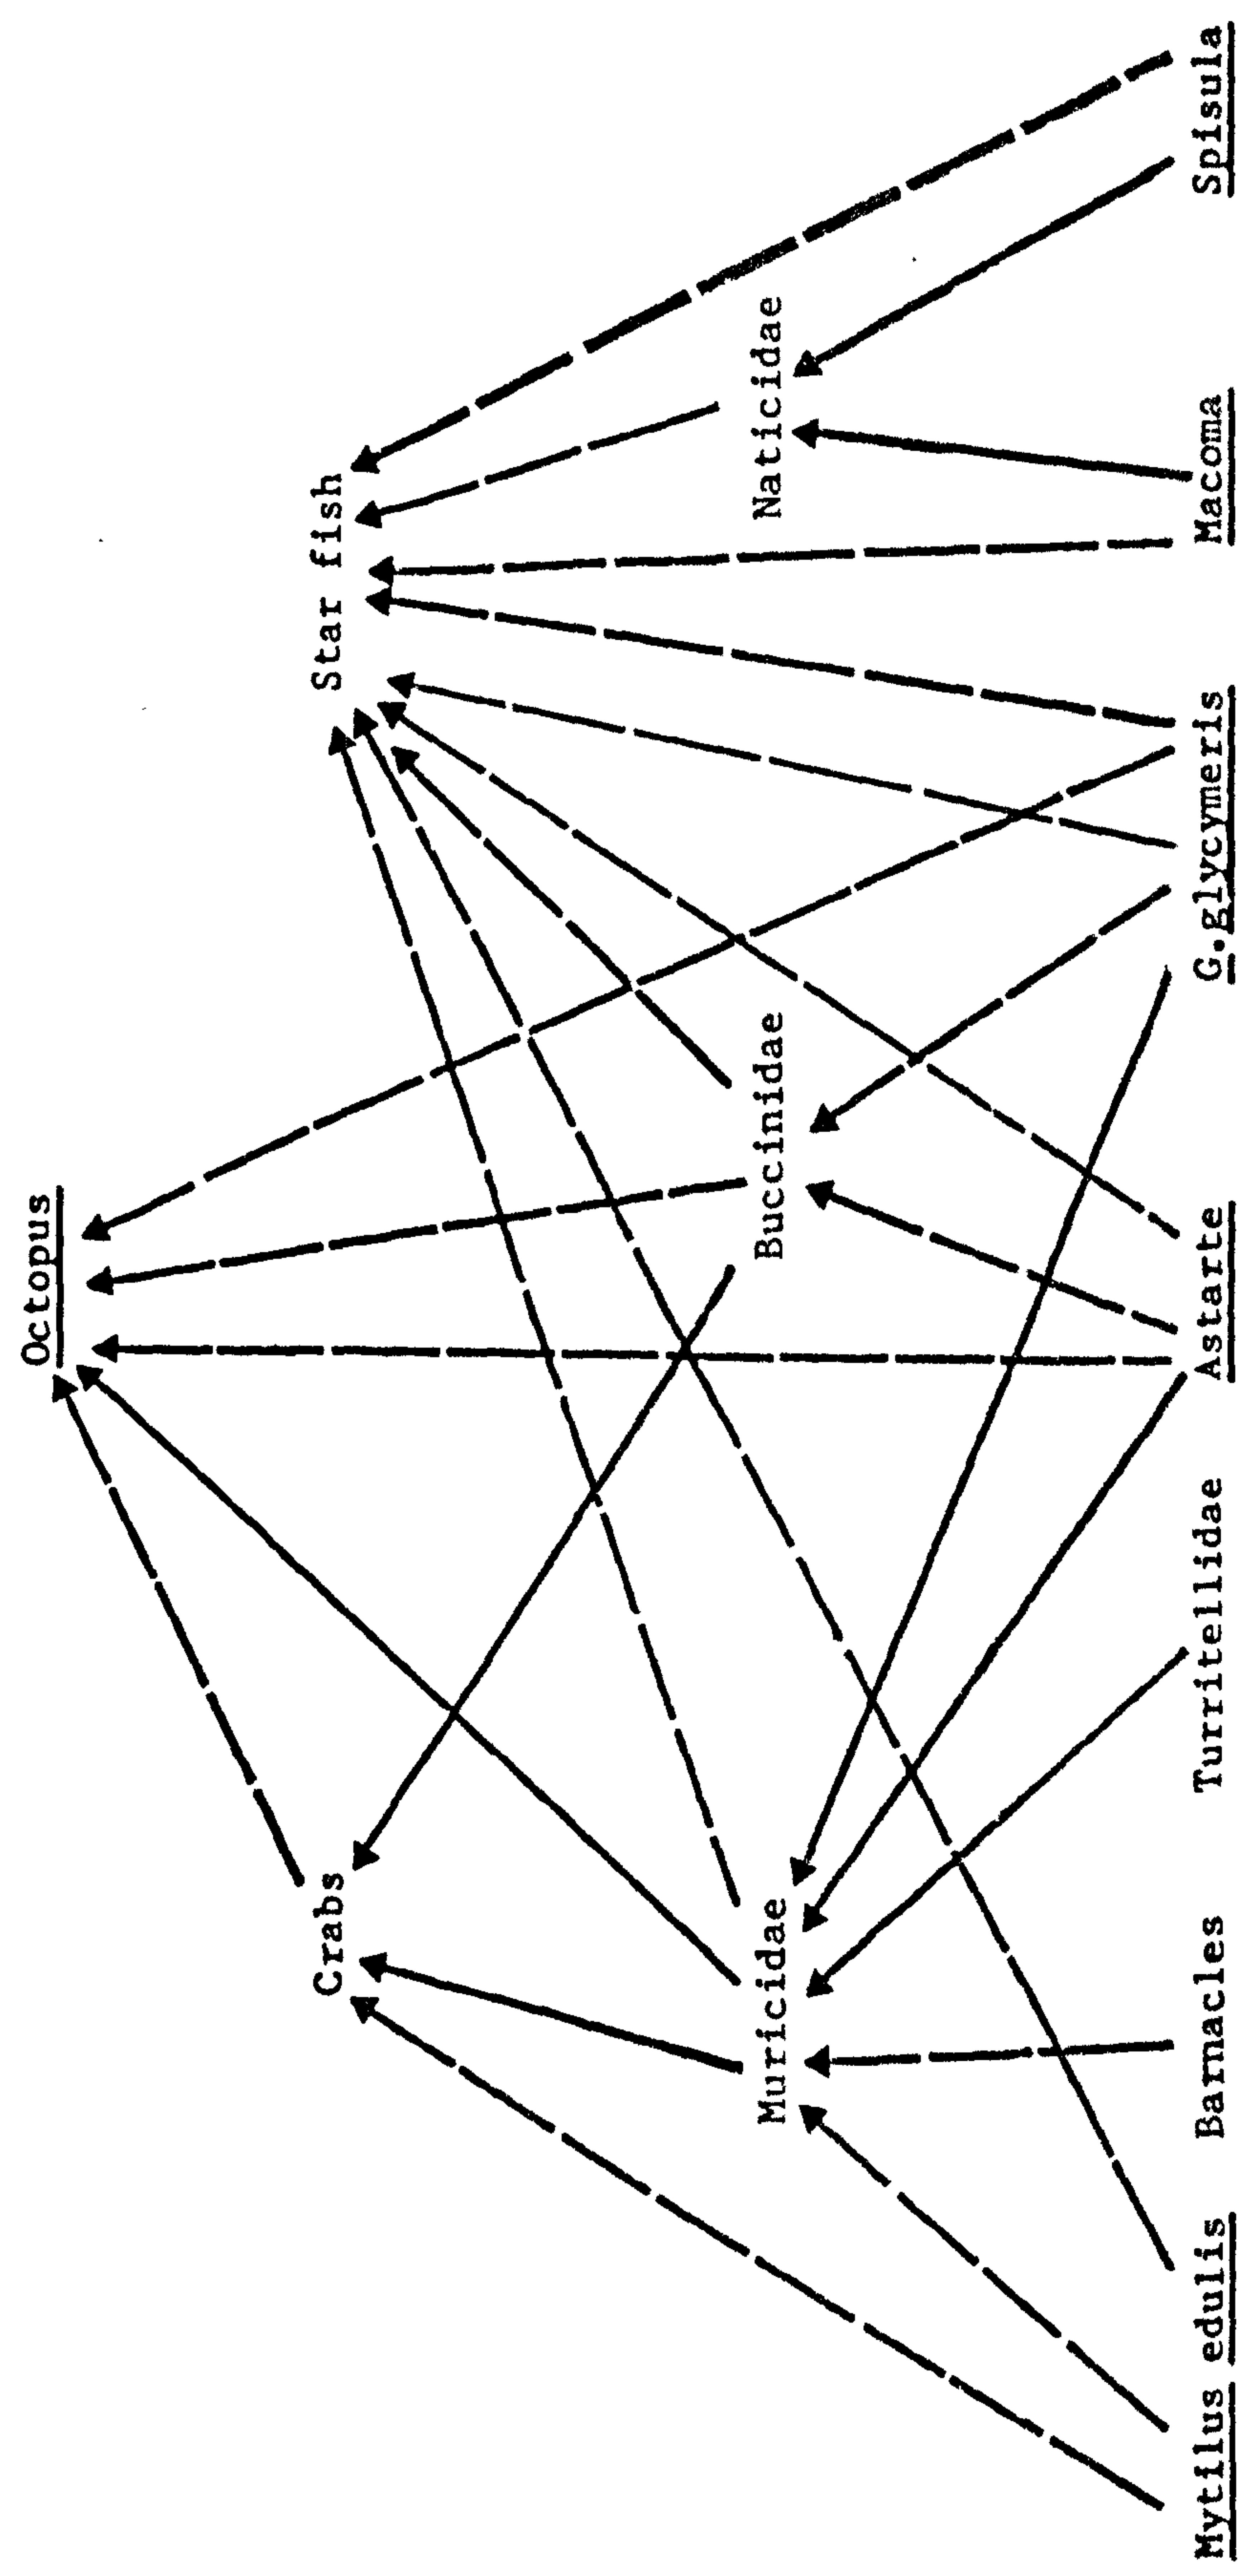 Octopus
Crabs
Star fish
Muricidae
Buccinidae
Naticidae
Mytilus edulis
Barnacles
Turritellidae
Astarte
G.glycymeris
Macoma
Spisula